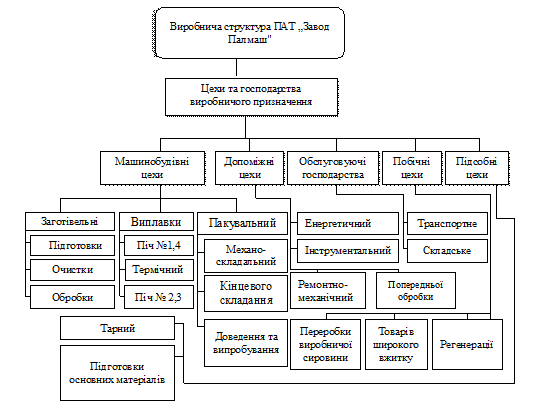 Виробнича структура ПАТ „Завод
Палмаш"
Цехи та господарства
виробничого призначення
Машинобудівні
цехи
Допоміжні
цехи
Обслуговуючі
господарства
Побічні
цехи
Підсобні
цехи
Заготівельні
Виплавки
Пакувальний
Енергетичний
Транспортне
Підготовки
Піч №1,4
Механо-
складальний
Інструментальний
Складське
Очистки
Термічний
Кінцевого
складання
Ремонтно-
механічний
Попередньої
обробки
Обробки
Піч № 2,3
Тарний
Доведення та
випробування
Переробки
виробничої
сировини
Товарів
широкого
вжитку
Регенерації
Підготовки
основних матеріалів